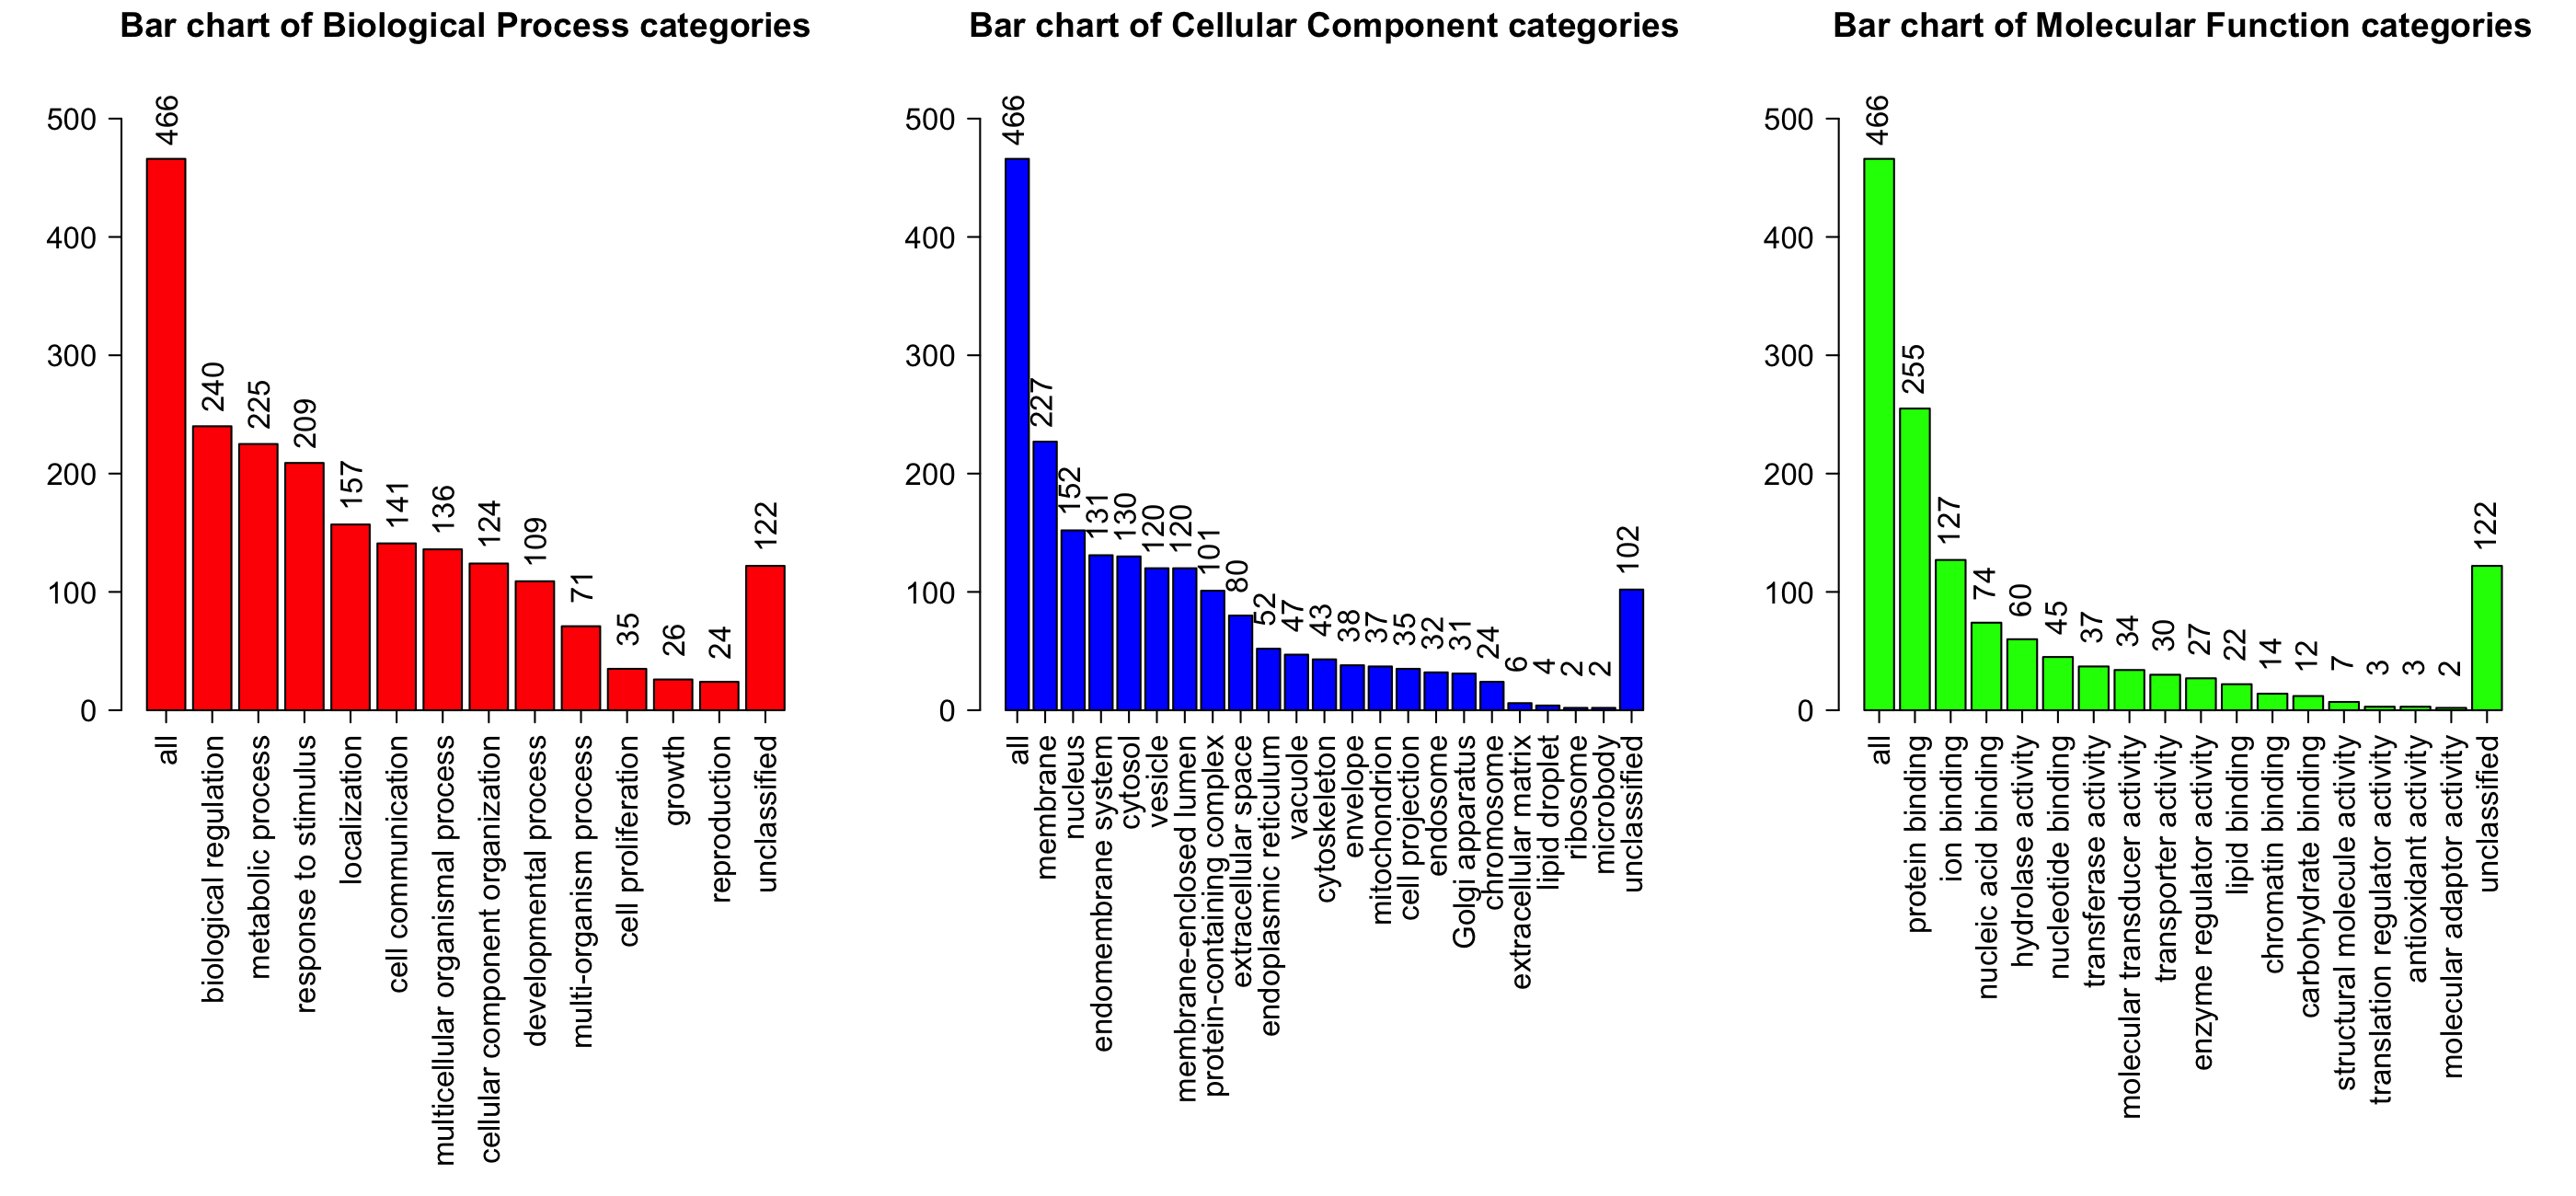 Bar chart of Biological Process categories
500
400
300
200
100
0
466
240
225
209
157
141
136
124
109
71
35
26
24
122
all
biological regulation
metabolic process
response to stimulus
localization
cell communication
multicellular organismal process
cellular component organization
developmental process
multi-organism process
cell proliferation
growth
reproduction
unclassified
Bar chart of Cellular Component categories
500
400
300
200
100
0
466
227
152
131
130
120
120
101
80
52
47
43
38
37
35
32
31
24
6
4
2
2
102
all
membrane
nucleus
endomembrane system
cytosol
vesicle
membrane-enclosed lumen
protein-containing complex
extracellular space
endoplasmic reticulum
vacuole
cytoskeleton
envelope
mitochondrion
cell projection
endosome
Golgi apparatus
chromosome
extracellular matrix
lipid droplet
ribosome
microbody
unclassified
Bar chart of Molecular Function categories
500
400
300
200
100
0
466
255
127
74
60
45
37
34
30
27
22
14
12
7
3
3
2
122
all
protein binding
ion binding
nucleic acid binding
hydrolase activity
nucleotide binding
transferase activity
molecular transducer activity
transporter activity
enzyme regulator activity
lipid binding
chromatin binding
carbohydrate binding
structural molecule activity
translation regulator activity
antioxidant activity
molecular adaptor activity
unclassified